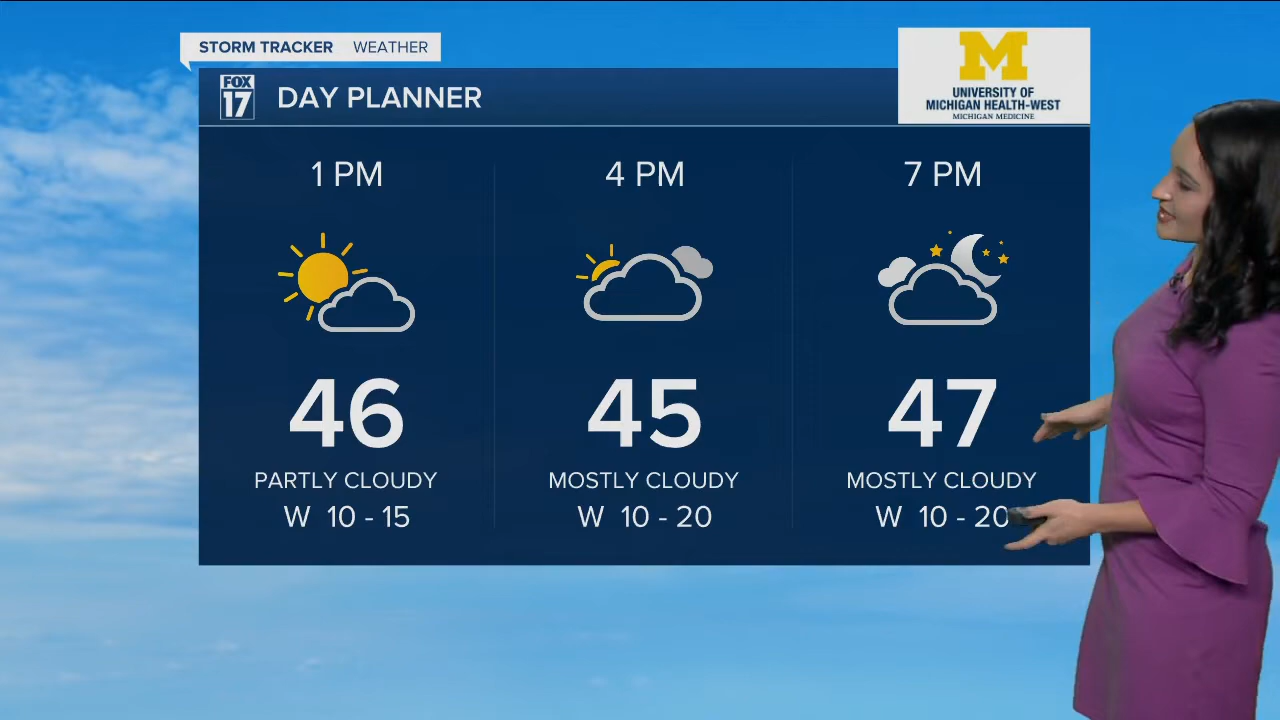 STORM TRACKER WEATHER
FOX
17
DAY PLANNER
M
UNIVERSITY OF
MICHIGAN HEALTH-WEST
MICHIGAN MEDICINE
1 PM
4 PM
7 PM
46
45
47
PARTLY CLOUDY
MOSTLY CLOUDY
MOSTLY CLOUDY
W 10 - 15
W 10 - 20
W 10 - 20